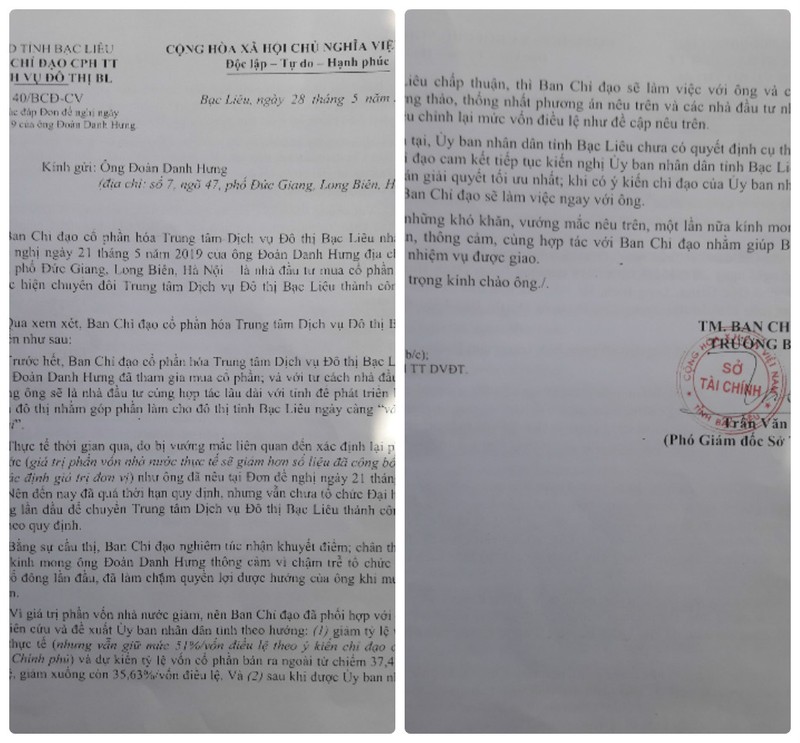 TỈNH BẠC LIÊU
CHỈ ĐẠO CPH TT
VỤ ĐÔ THỊ BL
CỘNG HÒA XÃ HỘI CHỦ NGHĨA VIỆ
Độc lập – Tự do – Hạnh phúc
40/BCĐ-CV
đáp Đơn đề nghị ngày
9 của ông Đoàn Danh Hưng
Bạc Liêu, ngày 28 tháng 5 năm
Kính gửi: Ông Đoàn Danh Hưng
(địa chỉ: số 7, ngõ 47, phố Đức Giang, Long Biên, H
Ban Chỉ đạo cổ phần hóa Trung tâm Dịch vụ Đô thị Bạc Liêu nhậ
nghị ngày 21 tháng 5 năm 2019 của ông Đoàn Danh Hưng địa c
phố Đức Giang, Long Biên, Hà Nội là nhà đầu tư mua cổ phần
c hiện chuyển đổi Trung tâm Dịch vụ Đô thị Bạc Liêu thành côn
Qua xem xét, Ban Chỉ đạo cổ phần hóa Trung tâm Dịch vụ Đô thị B
ến như sau:
Trước hết, Ban Chỉ đạo cổ phần hóa Trung tâm Dịch vụ Đô thị Bạc L
Đoàn Danh Hưng đã tham gia mua cổ phần; và với tư cách nhà đầu
g ông sẽ là nhà đầu tư cùng hợp tác lâu dài với tỉnh để phát triển
đô thị nhằm góp phần làm cho đô thị tỉnh Bạc Liêu ngày càng “v
”.
Thực tế thời gian qua, do bị vướng mắc liên quan đến xác định lại p
ớc (giá trị phần vốn nhà nước thực tế sẽ giảm hơn số liệu đã công bố
ác định giá trị đơn vị) như ông đã nêu tại Đơn đề nghị ngày 21 thán
Nên đến nay đã quá thời hạn quy định, nhưng vẫn chưa tổ chức Đại h
g lần đầu để chuyển Trung tâm Dịch vụ Đô thị Bạc Liêu thành côn
heo quy định.
Bằng sự cầu thị, Ban Chỉ đạo nghiêm túc nhận khuyết điểm; chân th
kính mong ông Đoàn Danh Hưng thông cảm vì chậm trễ tổ chức
ổ đông lần đầu, đã làm chậm quyền lợi được hưởng của ông khi m
n.
Vì giá trị phần vốn nhà nước giảm, nên Ban Chỉ đạo đã phối hợp với
iên cứu và đề xuất Ủy ban nhân dân tỉnh theo hướng: (1) giảm tỷ lệ
thực tế (nhưng vẫn giữ mức 51%/vốn điều lệ theo ý kiến chỉ đạo
Chính phủ) và dự kiến tỷ lệ vốn cổ phần bán ra ngoài từ chiếm 37,4
, giảm xuống còn 35,63%/vốn điều lệ. Và (2) sau khi được Ủy ban n
iêu chấp thuận, thì Ban Chỉ đạo sẽ làm việc với ông và c
ng thảo, thống nhất phương án nêu trên và các nhà đầu tư n
u chỉnh lại mức vốn điều lệ như đề cập nêu trên.
tại, Ủy ban nhân dân tỉnh Bạc Liêu chưa có quyết định cụ th
đạo cam kết tiếp tục kiến nghị Ủy ban nhân dân tỉnh Bạc Li
án giải quyết tối ưu nhất; khi có ý kiến chỉ đạo của Ủy ban nh
Ban Chỉ đạo sẽ làm việc ngay với ông.
những khó khăn, vướng mắc nêu trên, một lần nữa kính mon
n, thông cảm, cùng hợp tác với Ban Chỉ đạo nhằm giúp B
nhiệm vụ được giao.
trọng kính chào ông./.
TM. BAN CH
TRƯỞNG B
b/c);
TT DVĐT.
CỘNG HÒA X.H.C.N VIỆT NAM
SỞ
TÀI CHÍNH
TỈNH BẠC LIÊU
Trần Văn
(Phó Giám đốc Sở